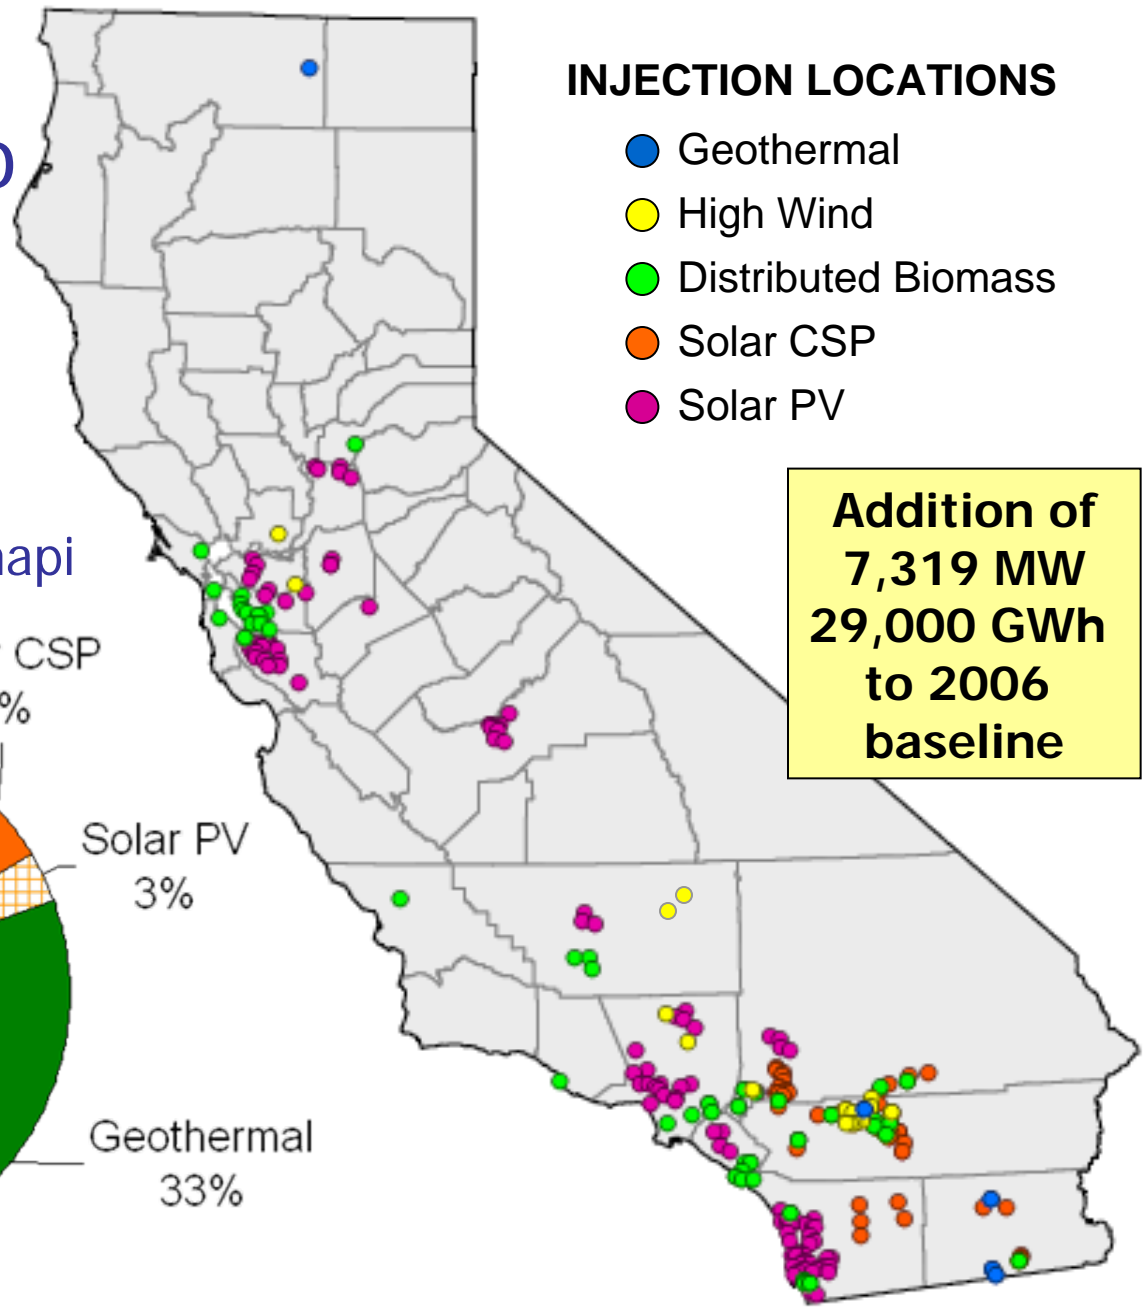 INJECTION LOCATIONS
Geothermal
High Wind
Distributed Biomass
Solar CSP
Solar PV
Addition of
7,319 MW
29,000 GWh
to 2006
baseline
CSP
%
Solar PV
3%
Geothermal
33%